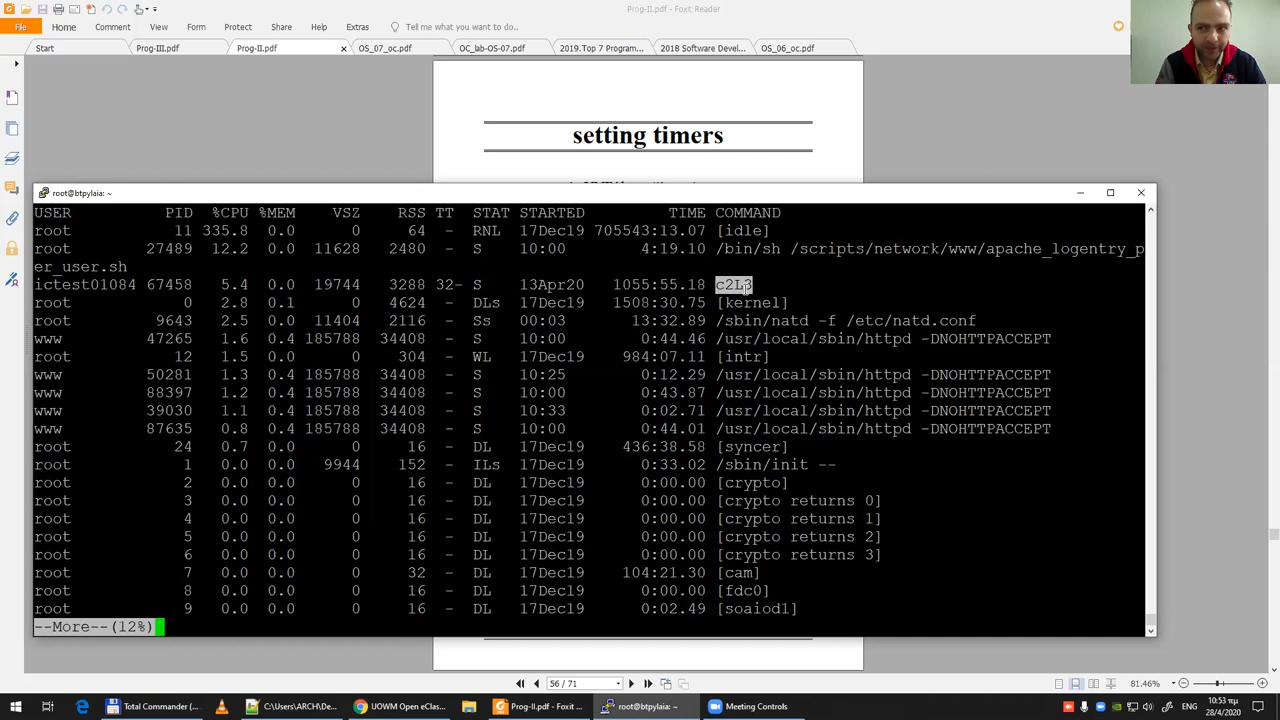 Prog-II.pdf - Foxit Reader
File Home Comment View Form Protect Share Help Extras Tell me what you want to do...
Start Prog-III.pdf Prog-II.pdf OS_07_oc.pdf OC_lab-OS-07.pdf 2019.Top 7 Program... 2018 Software Devel... OS_06_oc.pdf
setting timers
root@btpylaia: ~
USER PID %CPU %MEM VSZ RSS TT STAT STARTED TIME COMMAND
root 11 335.8 0.0 0 64 - RNL 17Dec19 705543:13.07 [idle]
root 27489 12.2 0.0 11628 2480 - S 10:00 4:19.10 /bin/sh /scripts/network/www/apache_logentry_p
er_user.sh
ictest01084 67458 5.4 0.0 19744 3288 32- S 13Apr20 1055:55.18 c2L3
root 0 2.8 0.1 0 4624 - DLs 17Dec19 1508:30.75 [kernel]
root 9643 2.5 0.0 11404 2116 - Ss 00:03 13:32.89 /sbin/natd -f /etc/natd.conf
www 47265 1.6 0.4 185788 34408 - S 10:00 0:44.46 /usr/local/sbin/httpd -DNOHTTPACCEPT
root 12 1.5 0.0 0 304 - WL 17Dec19 984:07.11 [intr]
www 50281 1.3 0.4 185788 34408 - S 10:25 0:12.29 /usr/local/sbin/httpd -DNOHTTPACCEPT
www 88397 1.2 0.4 185788 34408 - S 10:00 0:43.87 /usr/local/sbin/httpd -DNOHTTPACCEPT
www 39030 1.1 0.4 185788 34408 - S 10:33 0:02.71 /usr/local/sbin/httpd -DNOHTTPACCEPT
www 87635 0.8 0.4 185788 34408 - S 10:00 0:44.01 /usr/local/sbin/httpd -DNOHTTPACCEPT
root 24 0.7 0.0 0 16 - DL 17Dec19 436:38.58 [syncer]
root 1 0.0 0.0 9944 152 - ILs 17Dec19 0:33.02 /sbin/init --
root 2 0.0 0.0 0 16 - DL 17Dec19 0:00.00 [crypto]
root 3 0.0 0.0 0 16 - DL 17Dec19 0:00.00 [crypto returns 0]
root 4 0.0 0.0 0 16 - DL 17Dec19 0:00.00 [crypto returns 1]
root 5 0.0 0.0 0 16 - DL 17Dec19 0:00.00 [crypto returns 2]
root 6 0.0 0.0 0 16 - DL 17Dec19 0:00.00 [crypto returns 3]
root 7 0.0 0.0 0 32 - DL 17Dec19 104:21.30 [cam]
root 8 0.0 0.0 0 16 - DL 17Dec19 0:00.00 [fdc0]
root 9 0.0 0.0 0 16 - DL 17Dec19 0:02.49 [soaiod1]
--More--(12%)
56 / 71 81.46%
Total Commander (... C:\Users\ARCH\De... UOWM Open eClas... Prog-II.pdf - Foxit ... root@btpylaia: ~ Meeting Controls ENG 10:53 πμ
28/4/2020